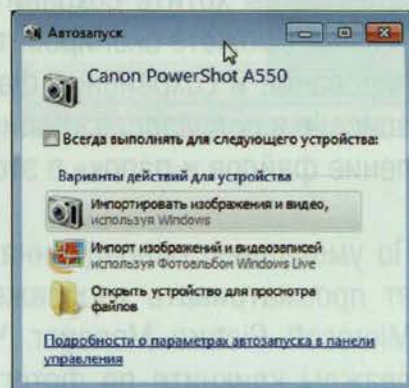 Автозапуск
Canon PowerShot A550
Всегда выполнять для следующего устройства:
Варианты действий для устройства
Импортировать изображения и видео,
используя Windows
Импорт изображений и видеозаписей
используя Фотоальбон Windows Live
Открыть устройство для просмотра
файлов
Подробности о параметрах автозапуска в панели
управления